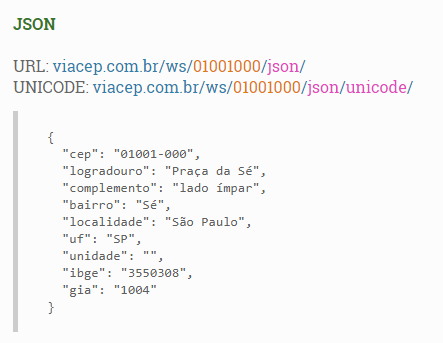 JSON
URL: viacep.com.br/ws/01001000/json/
UNICODE: viacep.com.br/ws/01001000/json/unicode/
{
"cep": "01001-000",
"logradouro": "Praça da Sé",
"complemento": "lado ímpar",
"bairro": "Sé",
"localidade": "São Paulo",
"uf": "SP",
"unidade": "",
"ibge": "3550308",
"gia": "1004"
}